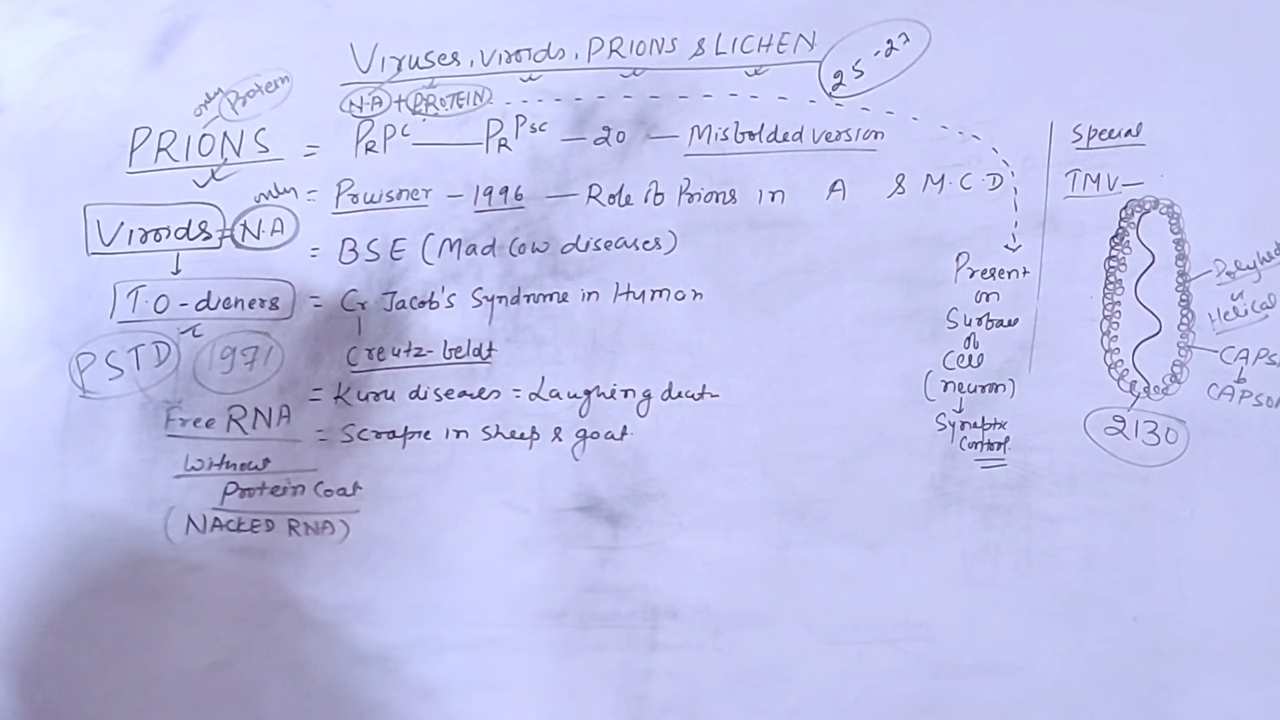 Viruses, Viroids, PRIONS & LICHEN
25-27
N.A + PROTEIN
only Protein
PRIONS = PRPC — PRPSC — 20 — Misfolded version
= Pruisner - 1996 — Role of Prions in A & M.C.D
only
Viroids = N.A
= BSE (Mad Cow diseases)
T.O-dieners
= Cr. Jacob's Syndrome in Human
Creutz-feldt
PSTD 1971
= Kuru diseases = Laughing death
Free RNA
= Scrapie in Sheep & goat.
Without
Protein Coat
(NACKED RNA)
Present
on
Surface
of
Cell
(neuron)
Synaptic
Control.
Special
TMV —
Polyhed
Helical
CAPS
CAPSO
2130